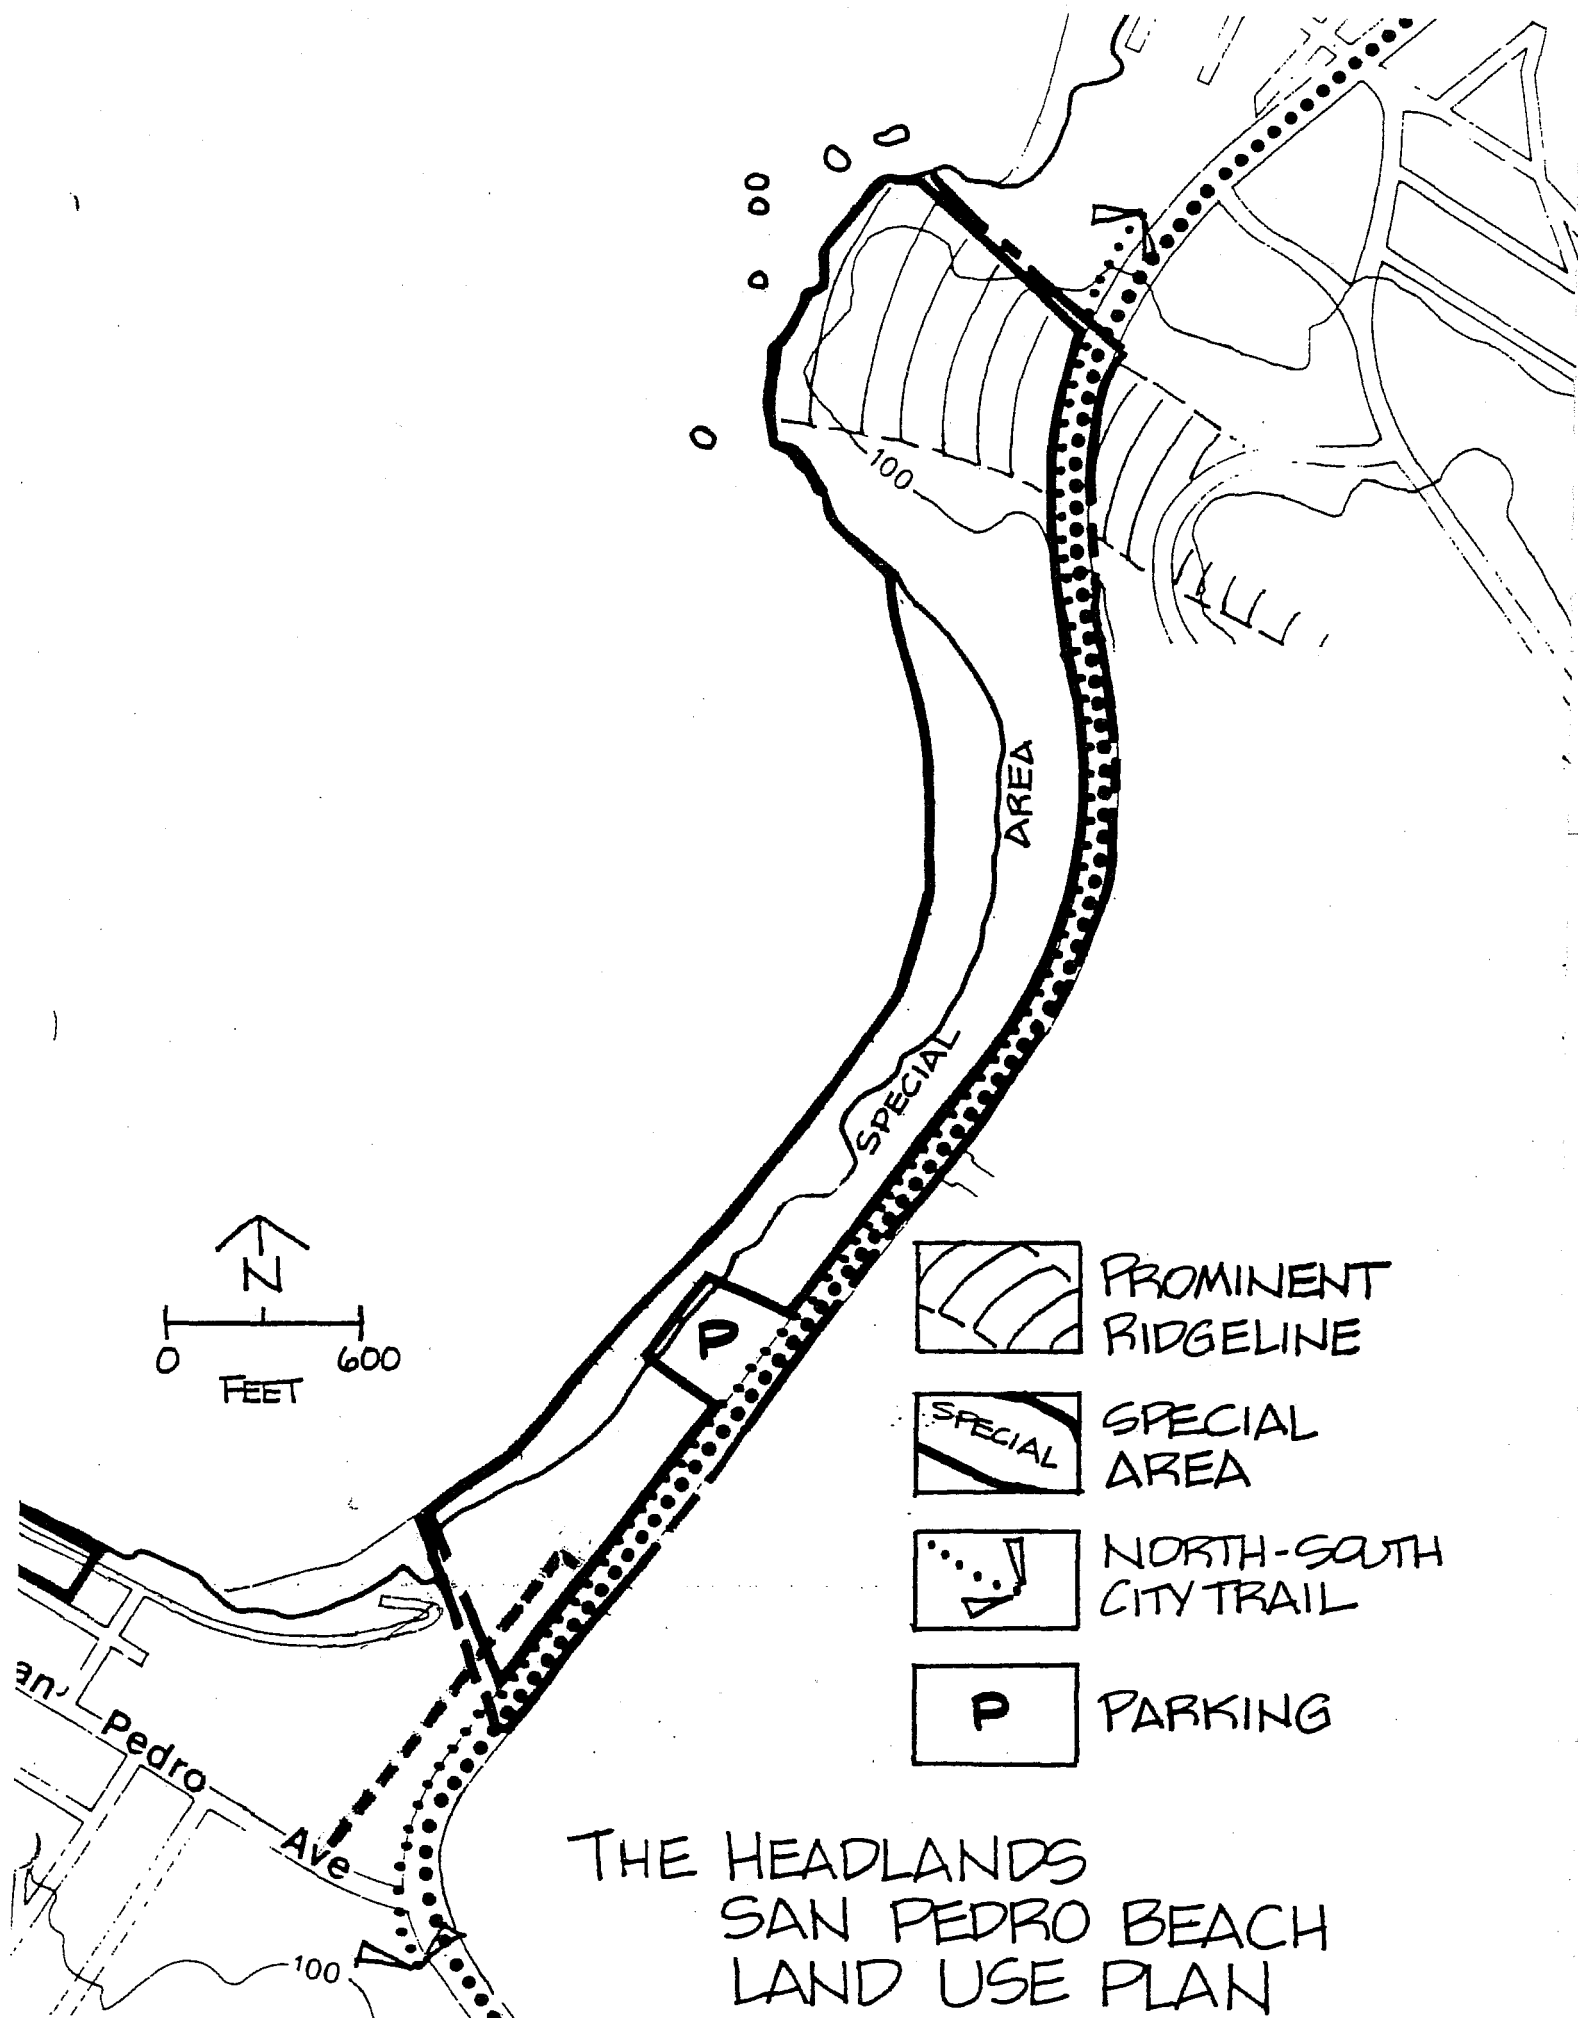 100
AREA
SPECIAL
P
N
0 600
FEET
PROMINENT
RIDGELINE
SPECIAL
SPECIAL
AREA
NORTH-SOUTH
CITY TRAIL
P
PARKING
an
Pedro
Ave
100
THE HEADLANDS
SAN PEDRO BEACH
LAND USE PLAN